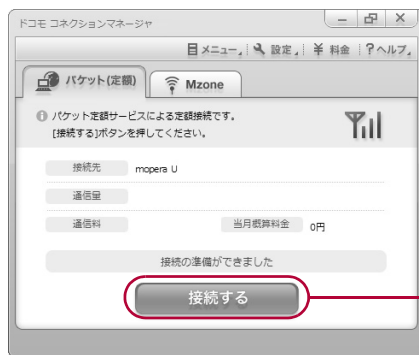 ドコモ コネクションマネージャ
メニュー 設定 ¥ 料金 ?ヘルプ
パケット(定額) Mzone
パケット定額サービスによる定額接続です。
[接続する]ボタンを押してください。
接続先 mopera U
通信量
通信料 当月概算料金 0円
接続の準備ができました
接続する